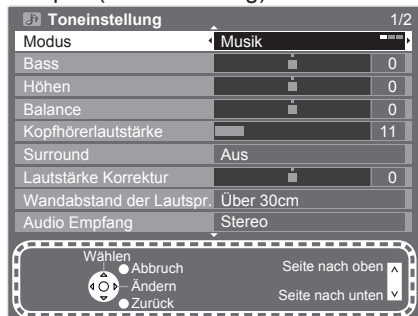 Toneinstellung 1/2
Modus Musik
Bass 0
Höhen 0
Balance 0
Kopfhörerlautstärke 11
Surround Aus
Lautstärke Korrektur 0
Wandabstand der Lautspr. Über 30cm
Audio Empfang Stereo
Wählen
Abbruch
Ändern
Zurück
Seite nach oben
Seite nach unten